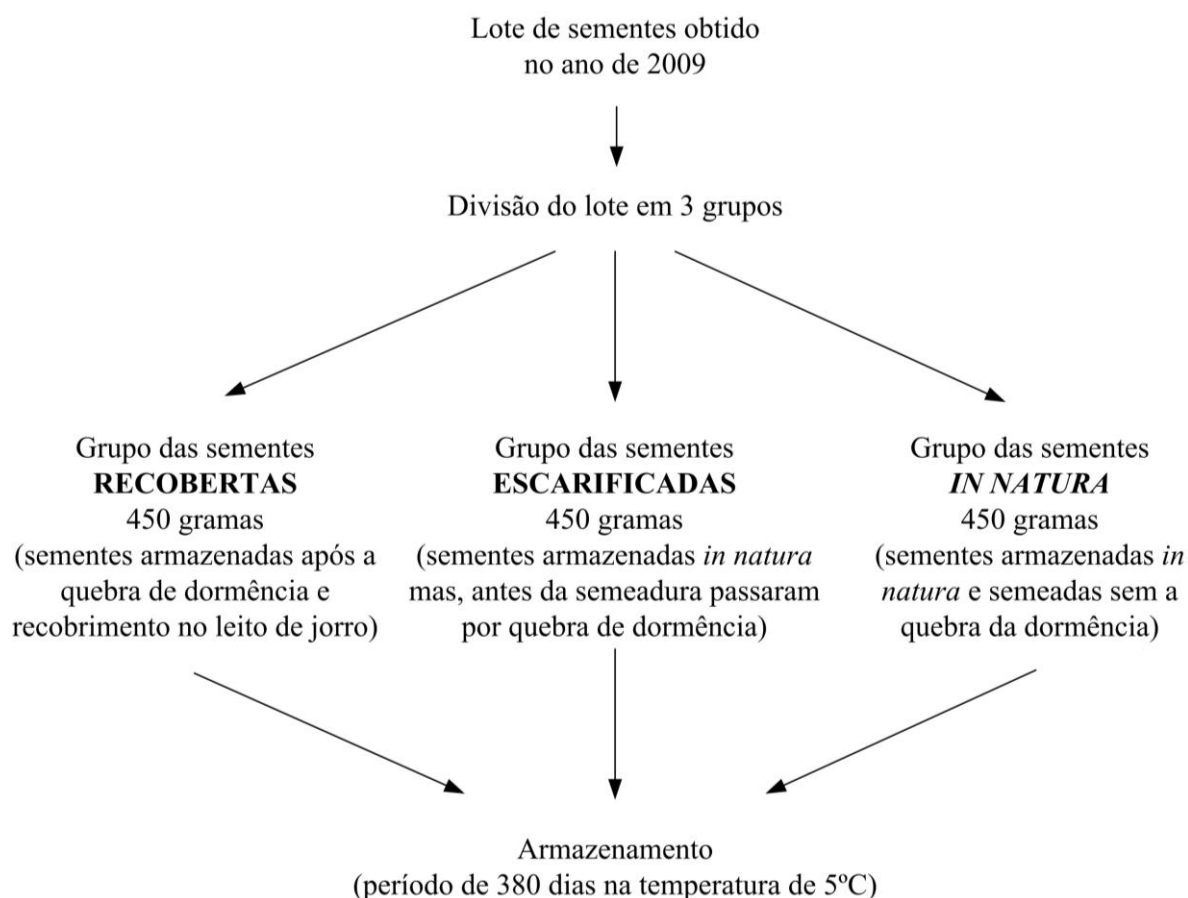 Lote de sementes obtido
no ano de 2009
Divisão do lote em 3 grupos
Grupo das sementes
RECOBERTAS
450 gramas
(sementes armazenadas após a
quebra de dormência e
recobrimento no leito de jorro)
Grupo das sementes
ESCARIFICADAS
450 gramas
(sementes armazenadas in natura
mas, antes da semeadura passaram
por quebra de dormência)
Grupo das sementes
IN NATURA
450 gramas
(sementes armazenadas in
natura e semeadas sem a
quebra da dormência)
Armazenamento
(período de 380 dias na temperatura de 5ºC)